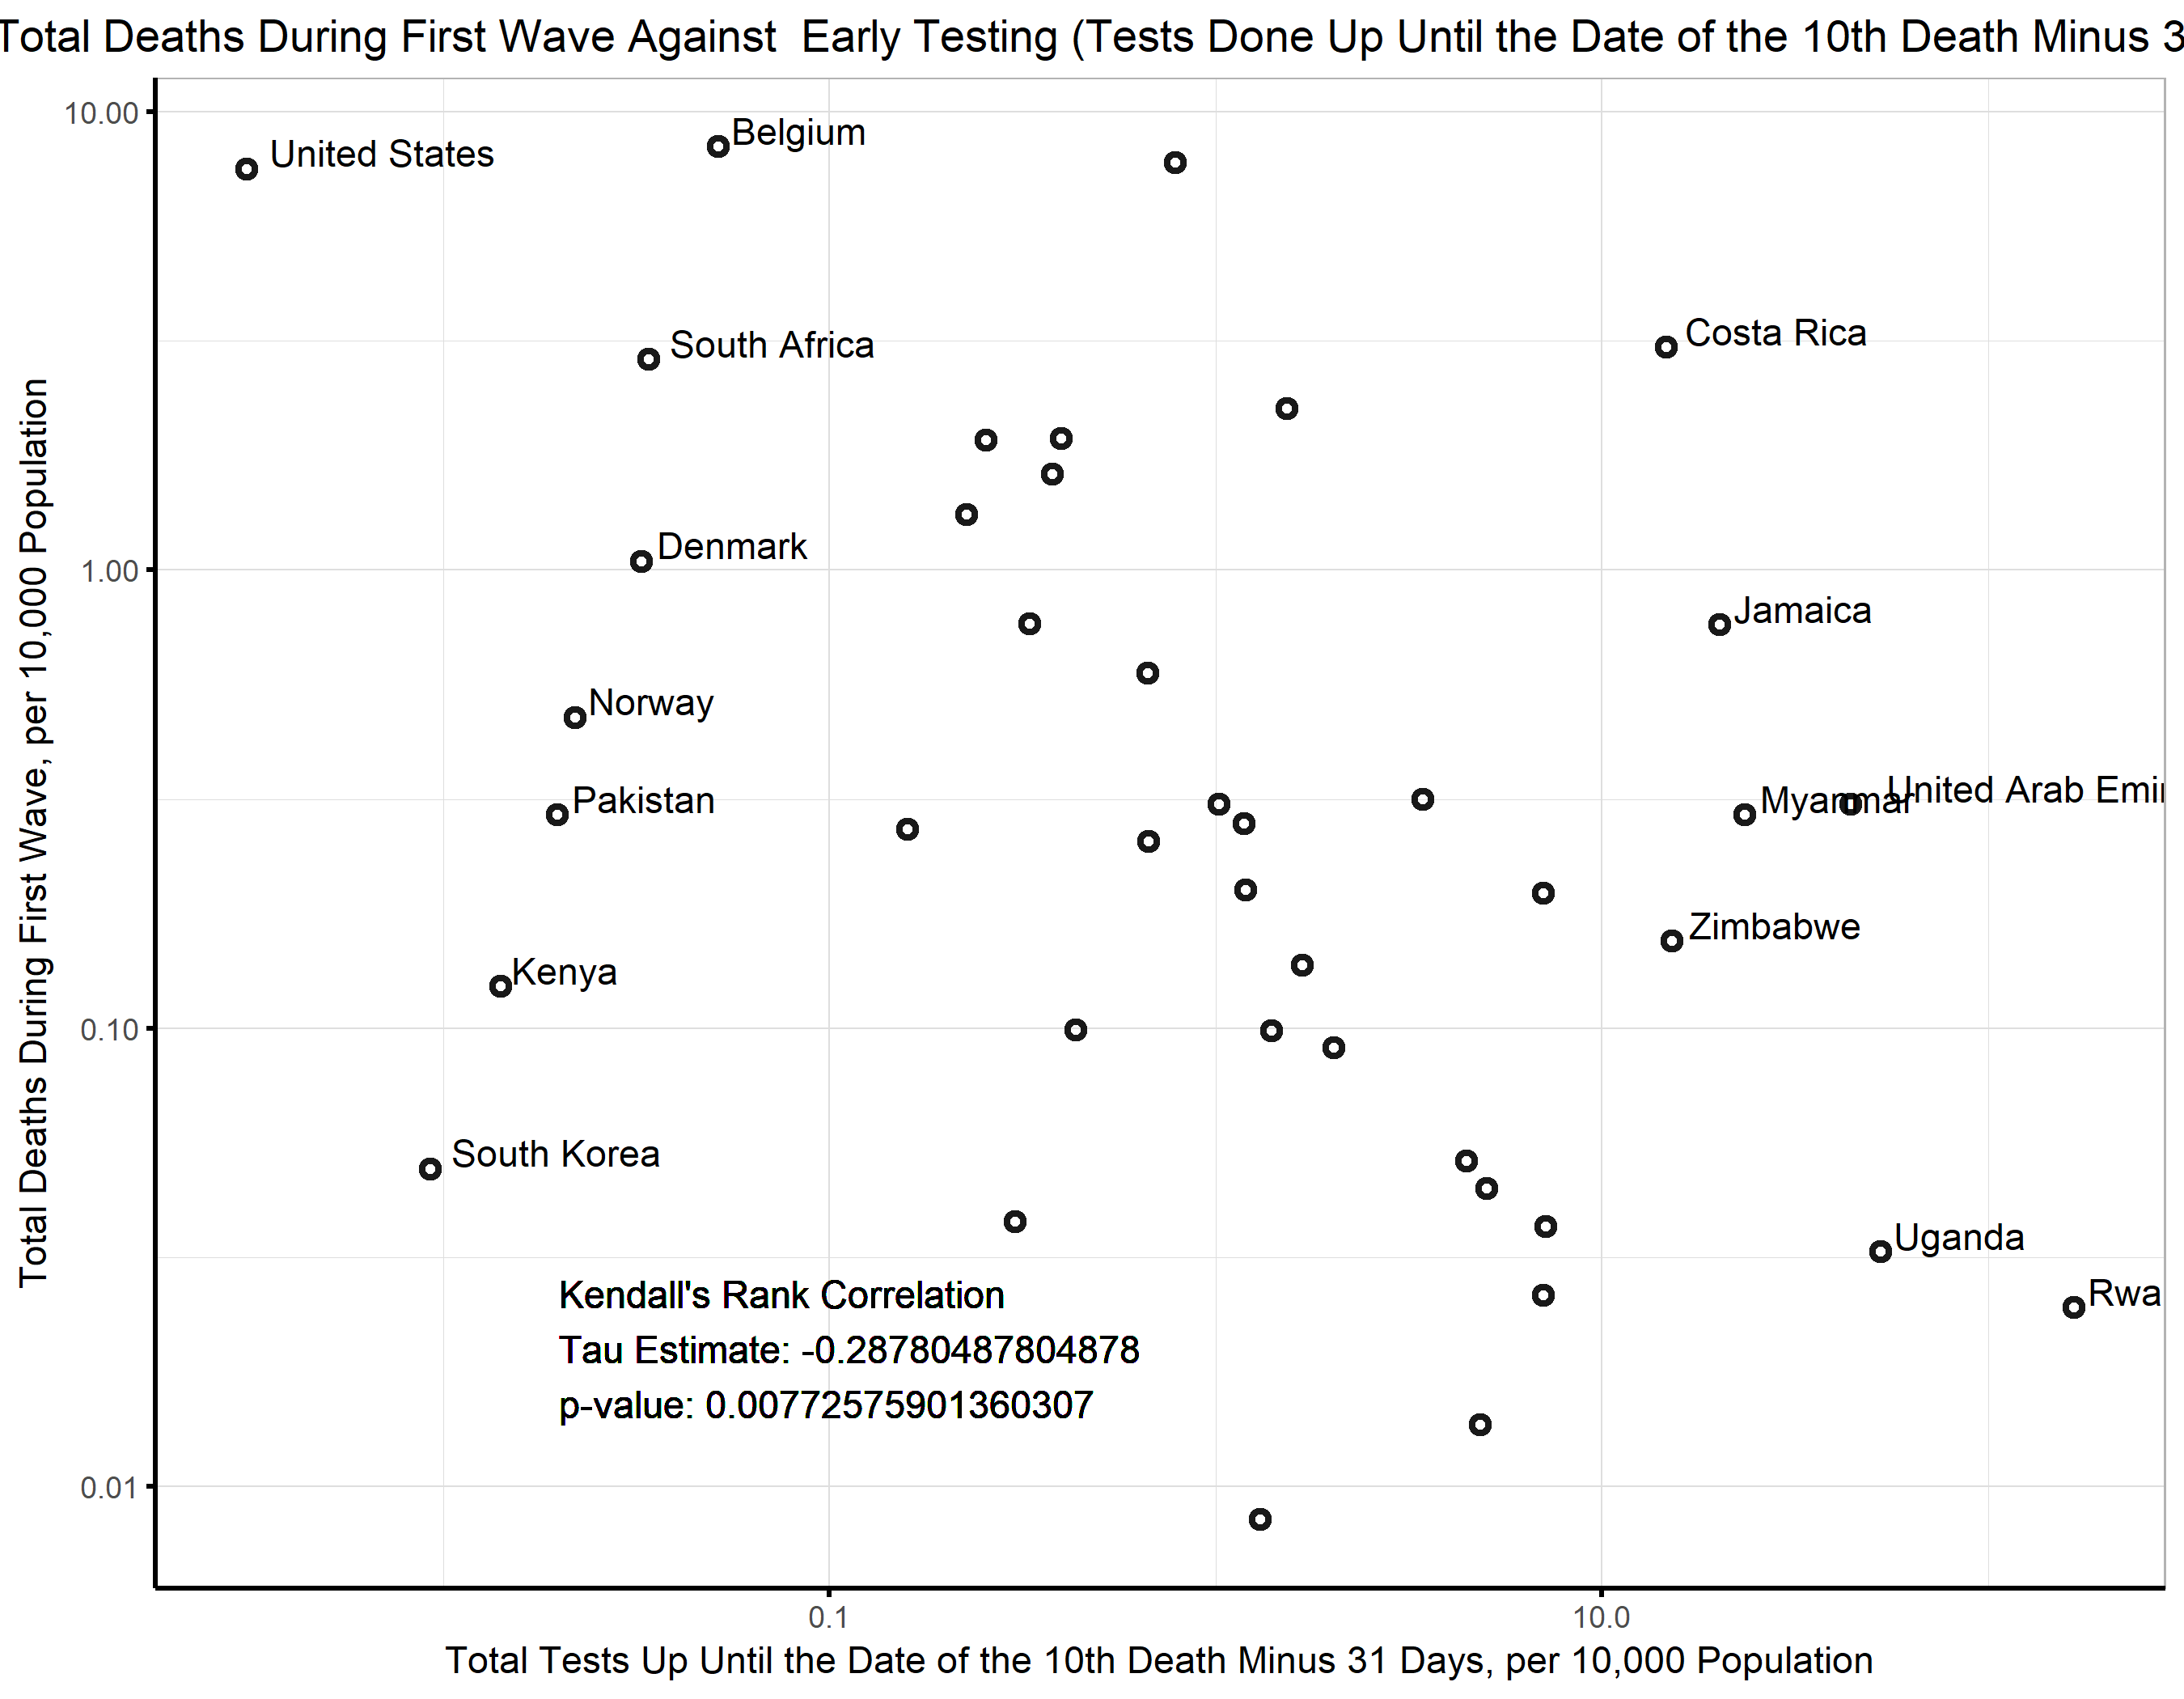 Total Deaths During First Wave Against  Early Testing (Tests Done Up Until the Date of the 10th Death Minus 3
10.00
1.00
0.10
0.01
Total Deaths During First Wave, per 10,000 Population
United States
Belgium
South Africa
Costa Rica
Denmark
Jamaica
Norway
Pakistan
Myanmar
United Arab Emi
Zimbabwe
Kenya
South Korea
Uganda
Rwa
Kendall's Rank Correlation
Tau Estimate: -0.28780487804878
p-value: 0.00772575901360307
0.1
10.0
Total Tests Up Until the Date of the 10th Death Minus 31 Days, per 10,000 Population